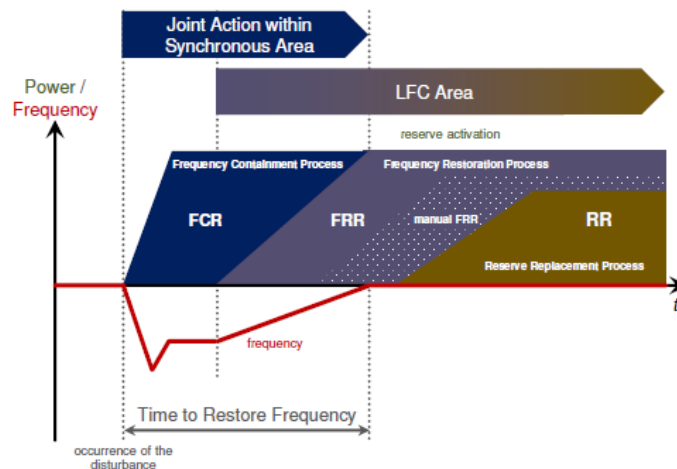 Joint Action within
Synchronous Area
Power /
Frequency
LFC Area
reserve activation
Frequency Containment Process
Frequency Restoration Process
FCR
FRR
manual FRR
RR
Reserve Replacement Process
t
frequency
Time to Restore Frequency
occurrence of the
disturbance